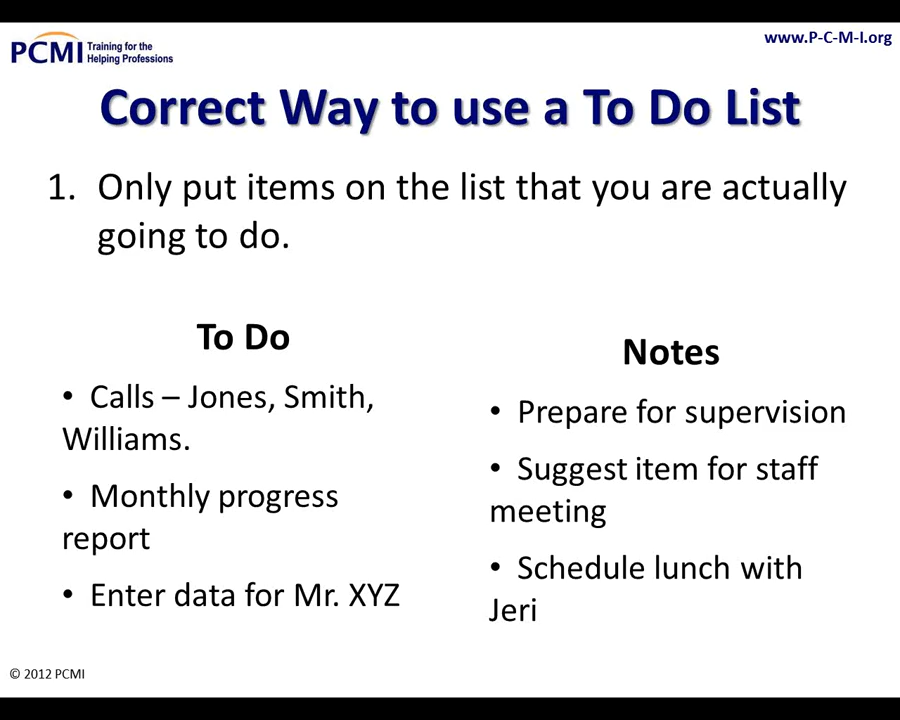 PCMI Training for the
Helping Professions
www.P-C-M-I.org
Correct Way to use a To Do List
1. Only put items on the list that you are actually
going to do.
To Do
• Calls – Jones, Smith,
Williams.
• Monthly progress
report
• Enter data for Mr. XYZ
Notes
• Prepare for supervision
• Suggest item for staff
meeting
• Schedule lunch with
Jeri
© 2012 PCMI